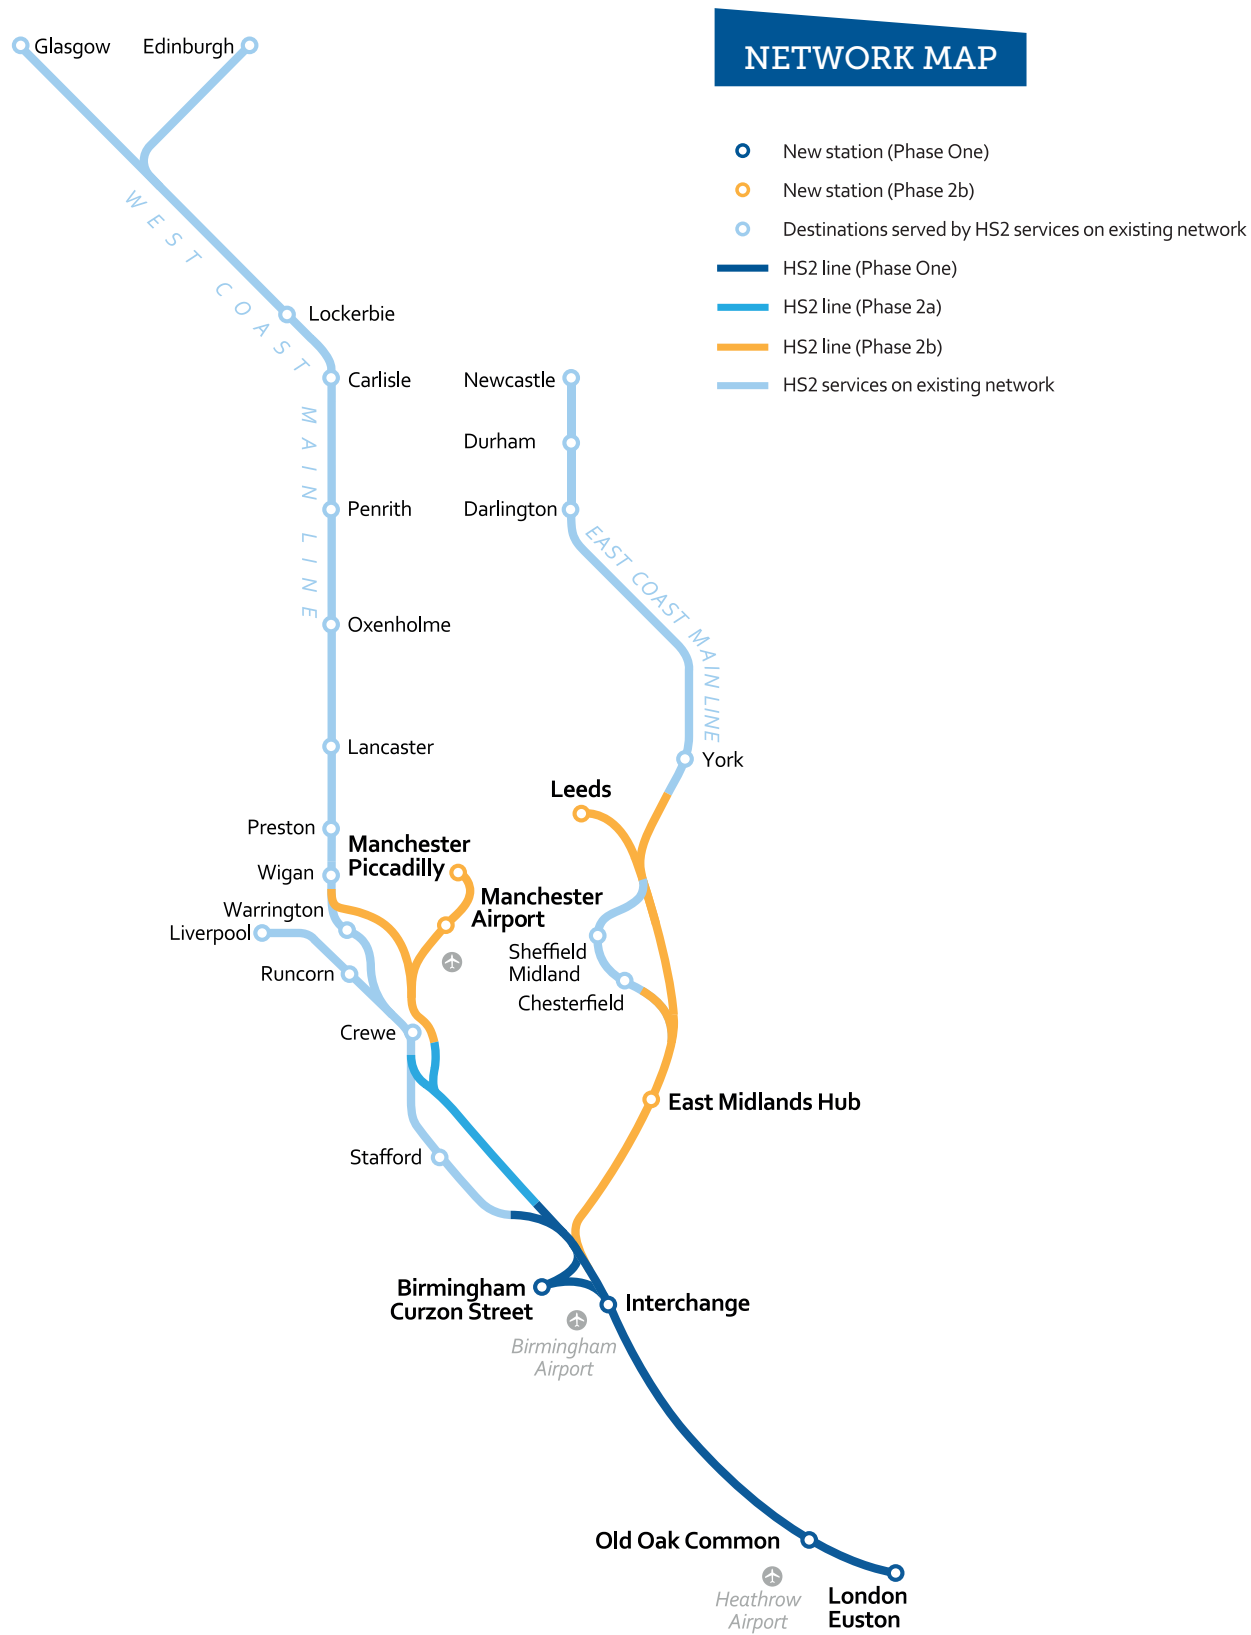 NETWORK MAP
New station (Phase One)
New station (Phase 2b)
Destinations served by HS2 services on existing network
HS2 line (Phase One)
HS2 line (Phase 2a)
HS2 line (Phase 2b)
HS2 services on existing network
Glasgow
Edinburgh
WEST COAST MAIN LINE
Lockerbie
Carlisle
Newcastle
Durham
Penrith
Darlington
EAST COAST MAIN LINE
Oxenholme
Lancaster
York
Leeds
Preston
Manchester
Piccadilly
Wigan
Manchester
Airport
Warrington
Liverpool
Runcorn
Sheffield
Midland
Chesterfield
Crewe
East Midlands Hub
Stafford
Birmingham
Curzon Street
Interchange
Birmingham
Airport
Old Oak Common
Heathrow
Airport
London
Euston